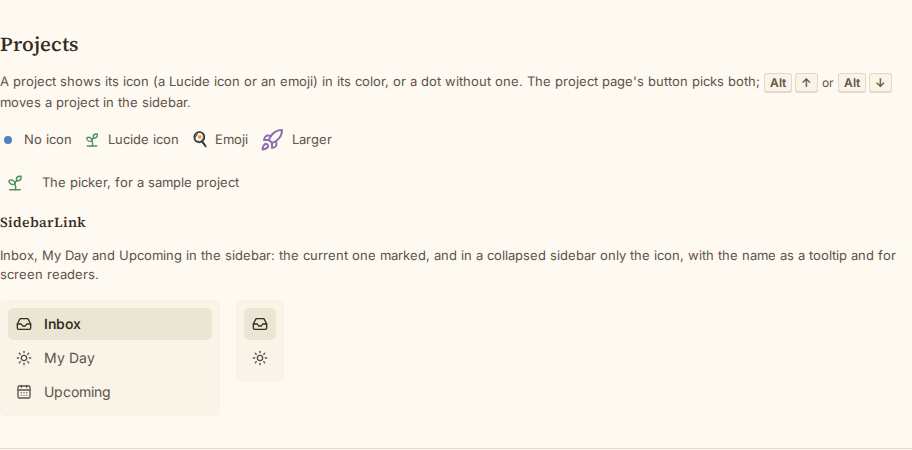 Projects
A project shows its icon (a Lucide icon or an emoji) in its color, or a dot without one. The project page's button picks both; Alt ↑ or Alt ↓
moves a project in the sidebar.
No icon Lucide icon Emoji Larger
The picker, for a sample project
SidebarLink
Inbox, My Day and Upcoming in the sidebar: the current one marked, and in a collapsed sidebar only the icon, with the name as a tooltip and for
screen readers.
Inbox
My Day
Upcoming